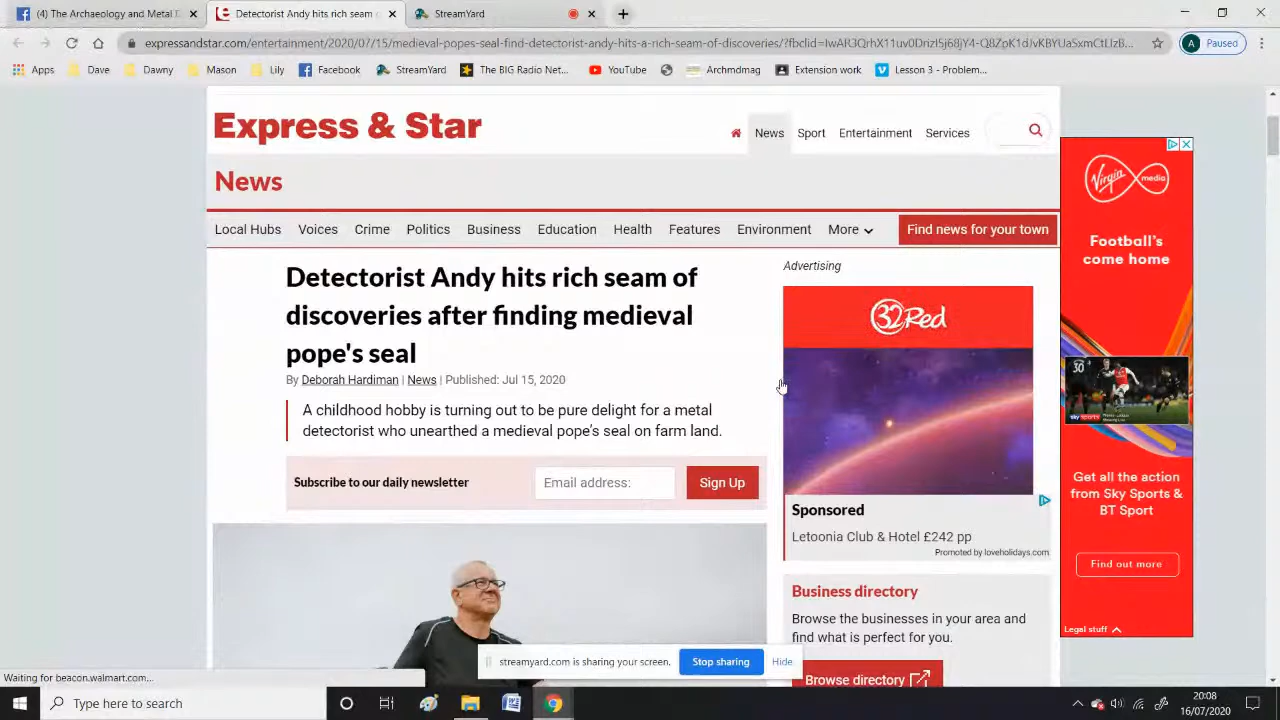 (4) The Archeology and Metal D
Detectorist Andy hits rich seam o
StreamYard
expressandstar.com/entertainment/2020/07/15/medieval-popes-seal-detectorist-andy-hits-a-rich-seam-of-discoveries/?fbclid=
Paused
Apps
Dave
Dawny
Mason
Lily
Facebook
StreamYard
The BIG Radio Net...
YouTube
Archndmag
Extension work
Lesson 3 - Problem...
Express & Star
News
Sport
Entertainment
Services
News
Local Hubs
Voices
Crime
Politics
Business
Education
Health
Features
Environment
More
Find news for your town
Detectorist Andy hits rich seam of
discoveries after finding medieval
pope's seal
By Deborah Hardiman | News | Published: Jul 15, 2020
A childhood hobby is turning out to be pure delight for a metal
detectorist who unearthed a medieval pope's seal on farm land.
Subscribe to our daily newsletter
Email address:
Sign Up
Advertising
32Red
Sponsored
Letoonia Club & Hotel £242 pp
Promoted by loveholidays.com
Business directory
Browse the businesses in your area and
find what is perfect for you.
Browse directory
Virgin media
Football's
come home
30
sky sports
Get all the action
from Sky Sports &
BT Sport
Find out more
Legal stuff
streamyard.com is sharing your screen.
Stop sharing
Hide
Waiting for beacon.walmart.com...
Type here to search
20:08
16/07/2020